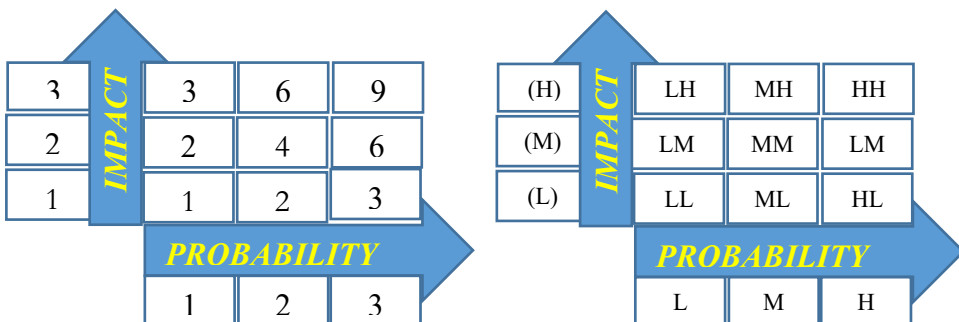 IMPACT
3 3 6 9
2 2 4 6
1 1 2 3
PROBABILITY
1 2 3
IMPACT
(H) LH MH HH
(M) LM MM LM
(L) LL ML HL
PROBABILITY
L M H